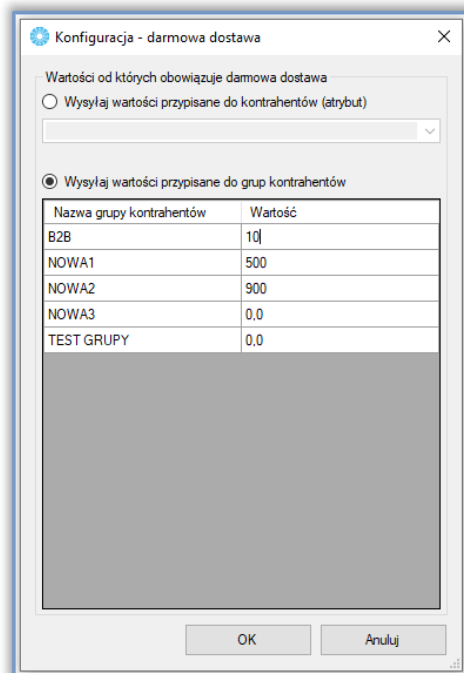 Konfiguracja - darmowa dostawa
Wartości od których obowiązuje darmowa dostawa
Wysyłaj wartości przypisane do kontrahentów (atrybut)
Wysyłaj wartości przypisane do grup kontrahentów
Nazwa grupy kontrahentów Wartość
B2B 10
NOWA1 500
NOWA2 900
NOWA3 0,0
TEST GRUPY 0,0
OK Anuluj